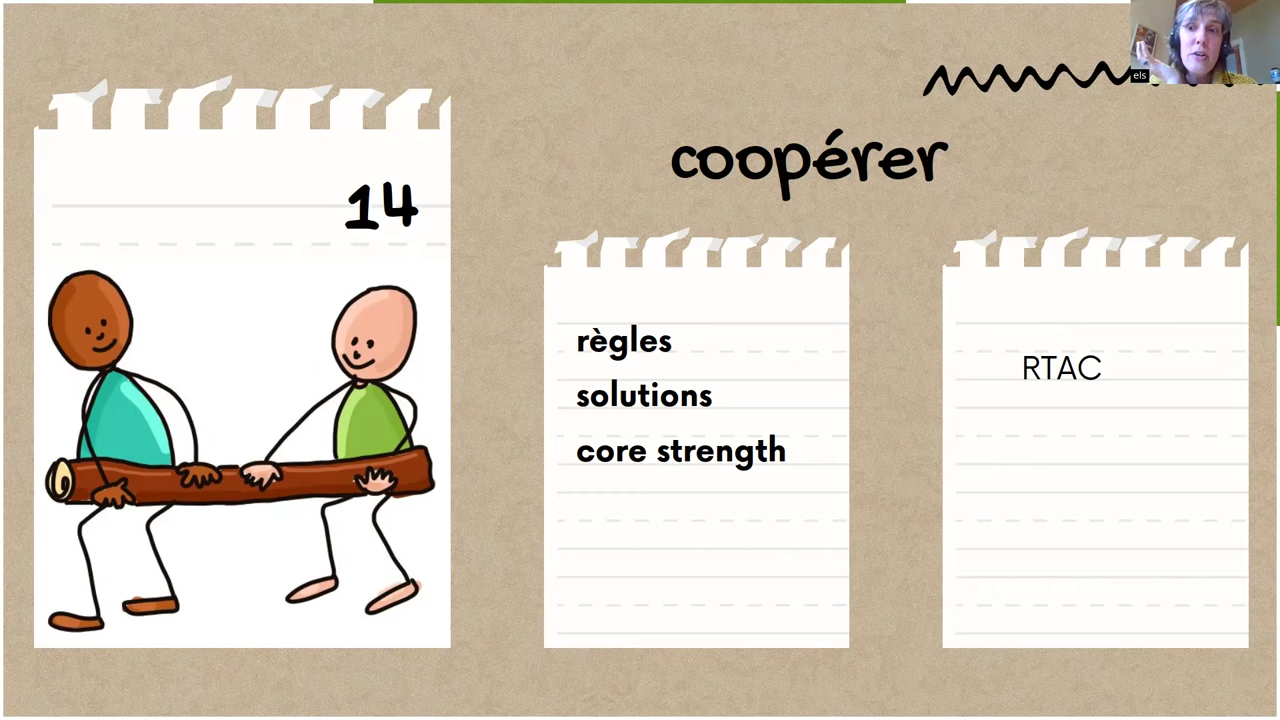 els
14
coopérer
règles
solutions
core strength
RTAC